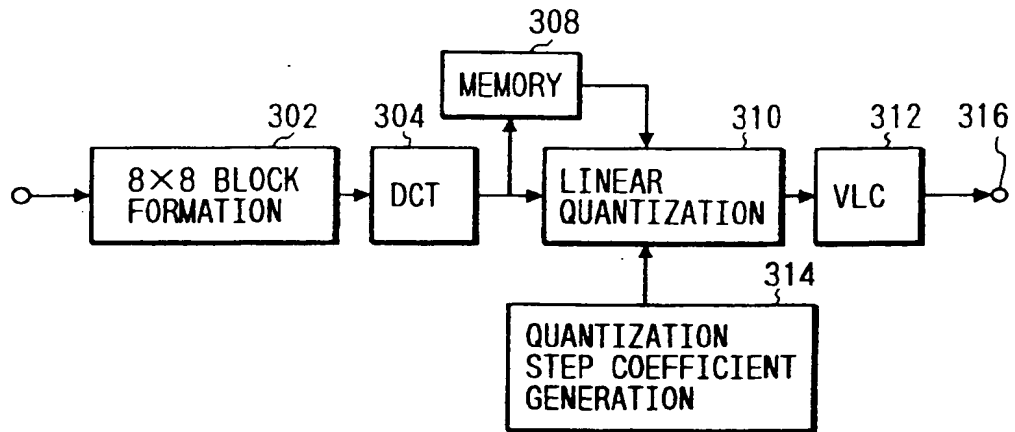 308
MEMORY
302
304
310
312
316
8×8 BLOCK
FORMATION
DCT
LINEAR
QUANTIZATION
VLC
314
QUANTIZATION
STEP COEFFICIENT
GENERATION